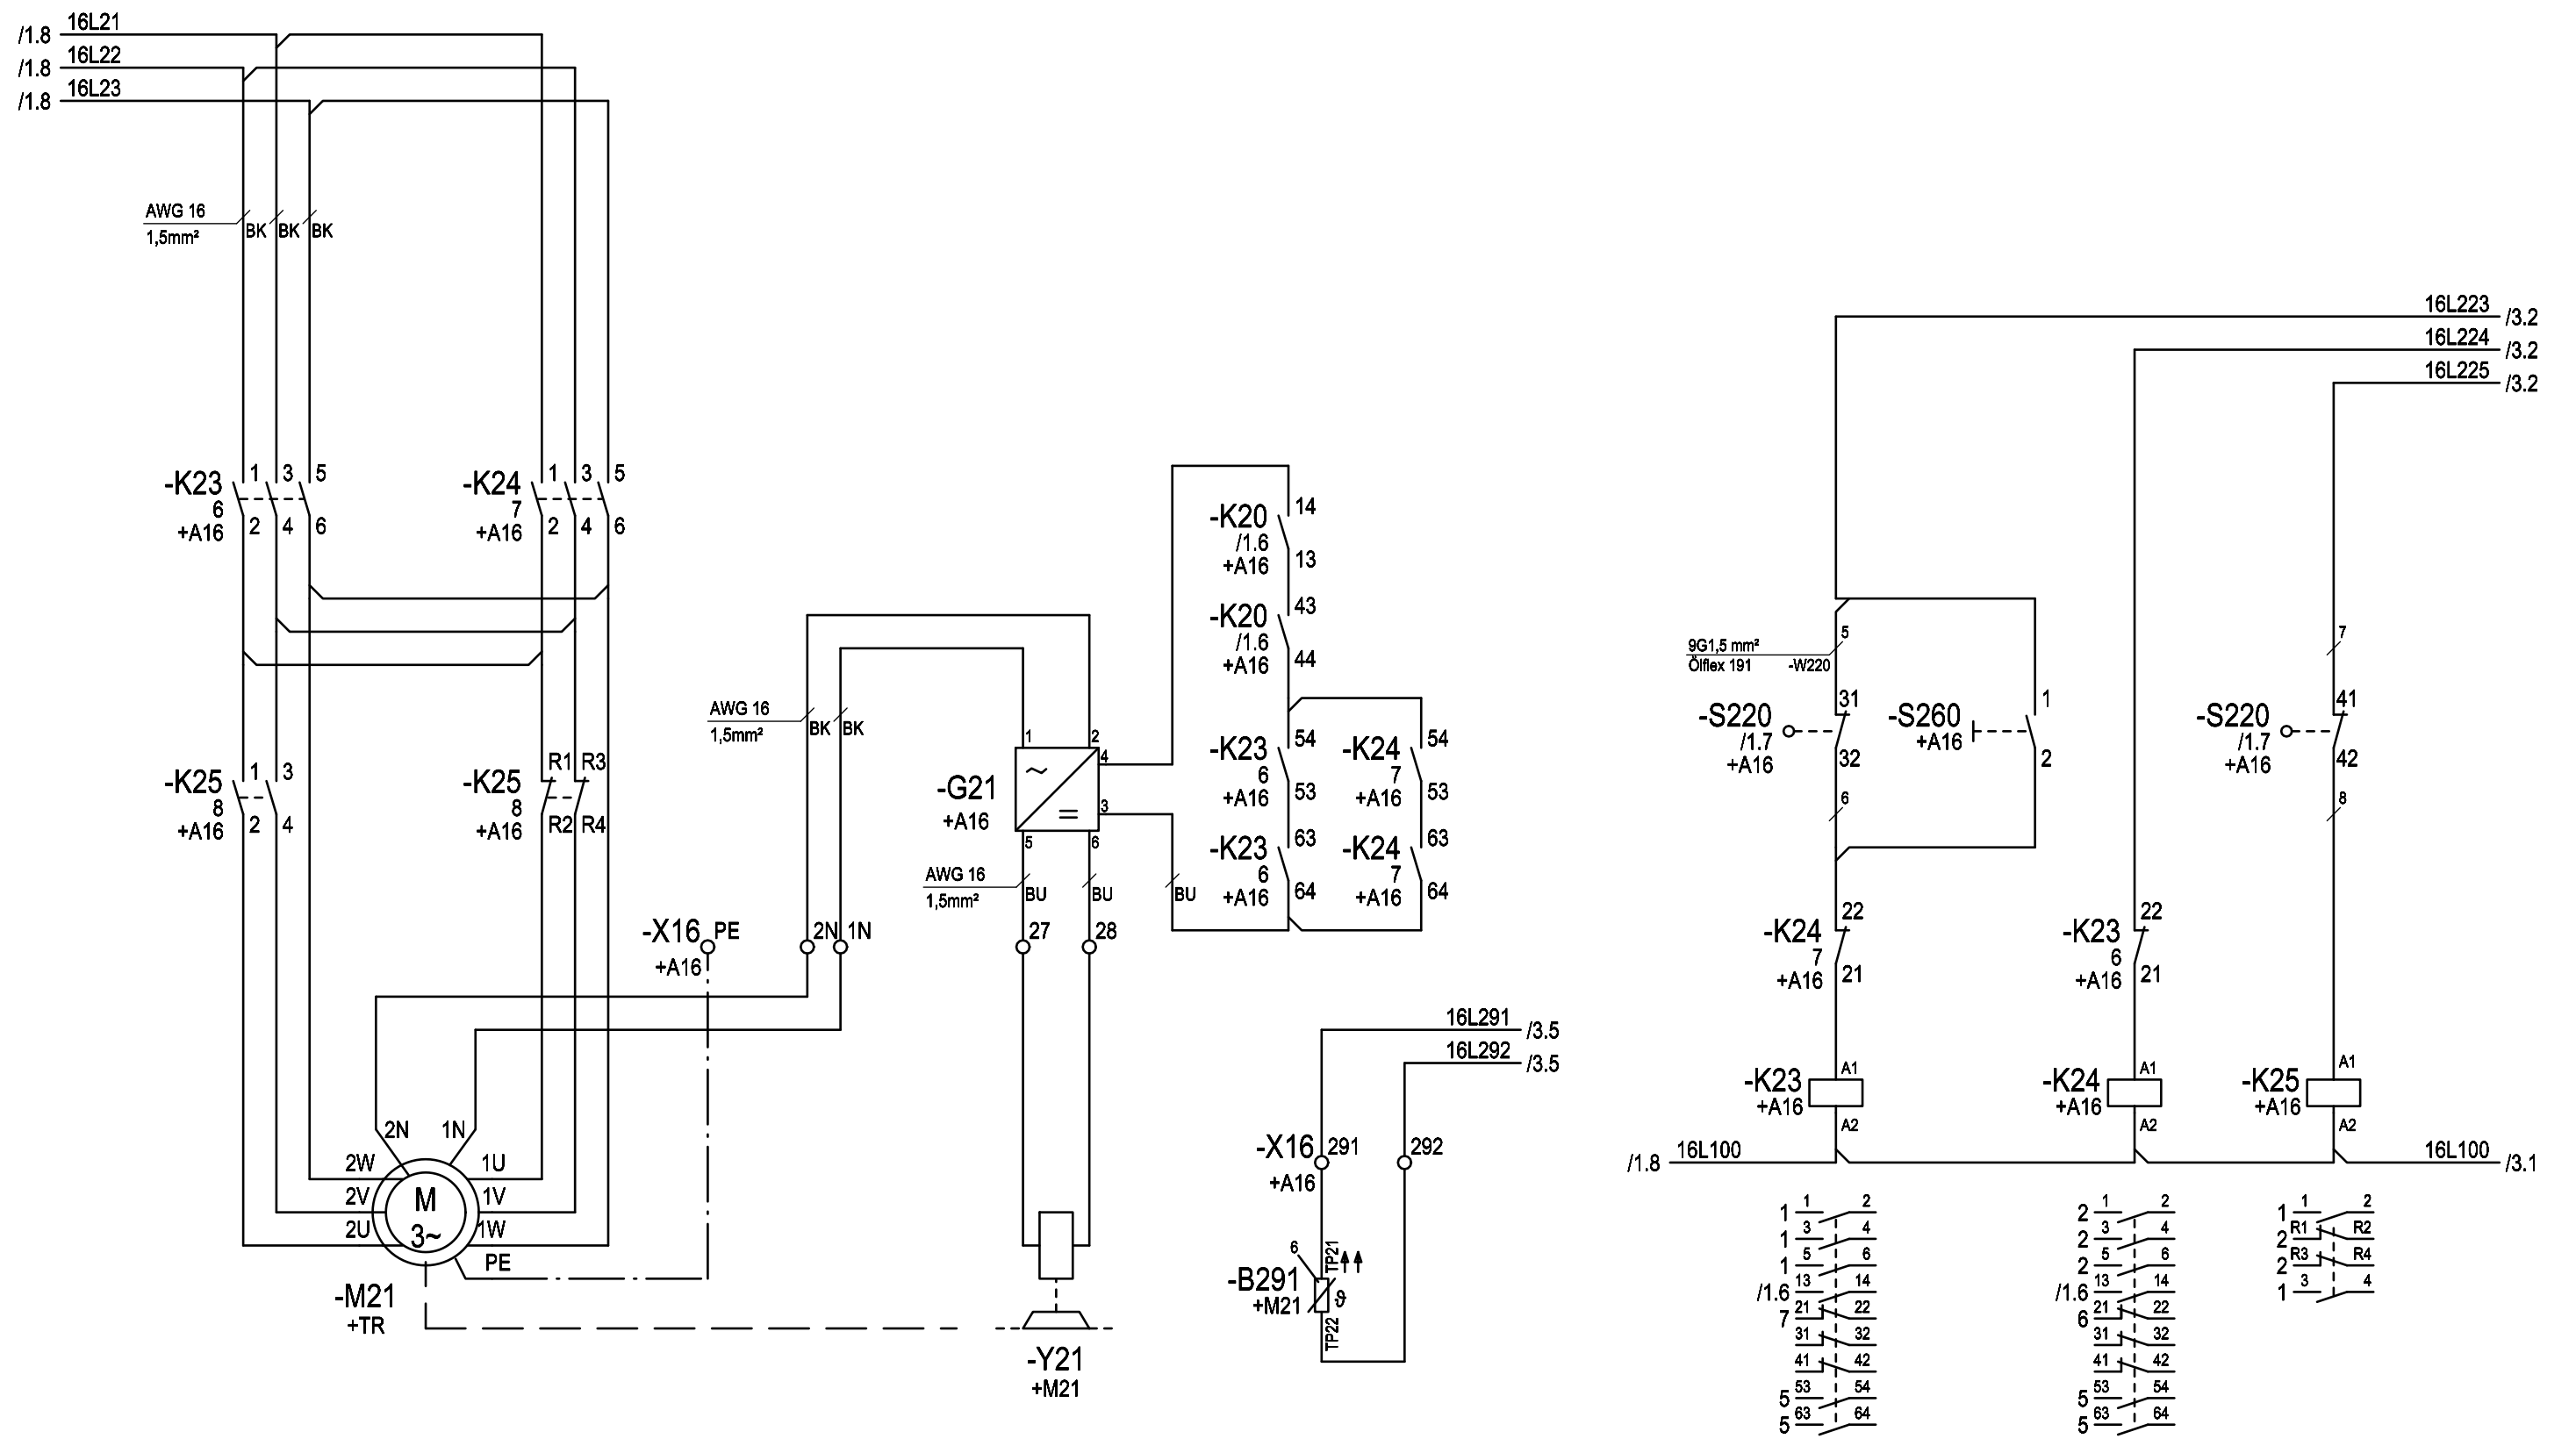 /1.8 16L21
/1.8 16L22
/1.8 16L23
AWG 16
1,5mm²
BK BK BK
16L223 /3.2
16L224 /3.2
16L225 /3.2
-K23 1 3 5
6
+A16 2 4 6
-K24 1 3 5
7
+A16 2 4 6
-K20 14
/1.6
+A16 13
-K20 43
/1.6
+A16 44
-K25 1 3
8
+A16 2 4
-K25 R1 R3
8
+A16 R2 R4
AWG 16
1,5mm²
BK BK
1 2
-G21 ~ 4
+A16 = 3
5 6
AWG 16
1,5mm²
BU BU BU
-K23 54
6
+A16 53
-K24 54
7
+A16 53
-K23 63
6
+A16 64
-K24 63
7
+A16 64
-X16 PE 2N 1N 27 28
+A16
5
9G1,5 mm²
Ölflex 191 -W220
-S220 31
/1.7
+A16 32
6
-S260 1
+A16 2
7
-S220 41
/1.7
+A16 42
8
-K24 22
7
+A16 21
-K23 22
6
+A16 21
16L291 /3.5
16L292 /3.5
-K23 A1
+A16 A2
-K24 A1
+A16 A2
-K25 A1
+A16 A2
/1.8 16L100 16L100 /3.1
2N 1N
2W 1U
2V M 1V
2U 3~ 1W
PE
-M21
+TR
-Y21
+M21
-X16 291 292
+A16
6 TP21
-B291
+M21 ϑ
TP22
1 1 2
1 3 4
1 5 6
/1.6 13 14
7 21 22
31 32
41 42
5 53 54
5 63 64
2 1 2
2 3 4
2 5 6
/1.6 13 14
6 21 22
31 32
41 42
5 53 54
5 63 64
1 1 2
2 R1 R2
2 R3 R4
1 3 4